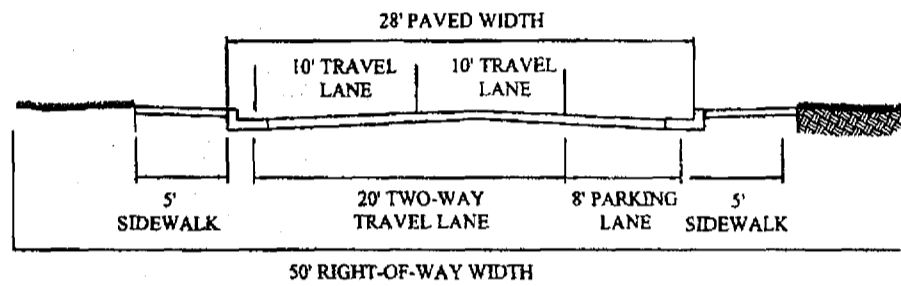 28' PAVED WIDTH
10' TRAVEL
LANE
10' TRAVEL
LANE
5'
SIDEWALK
20' TWO-WAY
TRAVEL LANE
8' PARKING
LANE
5'
SIDEWALK
50' RIGHT-OF-WAY WIDTH